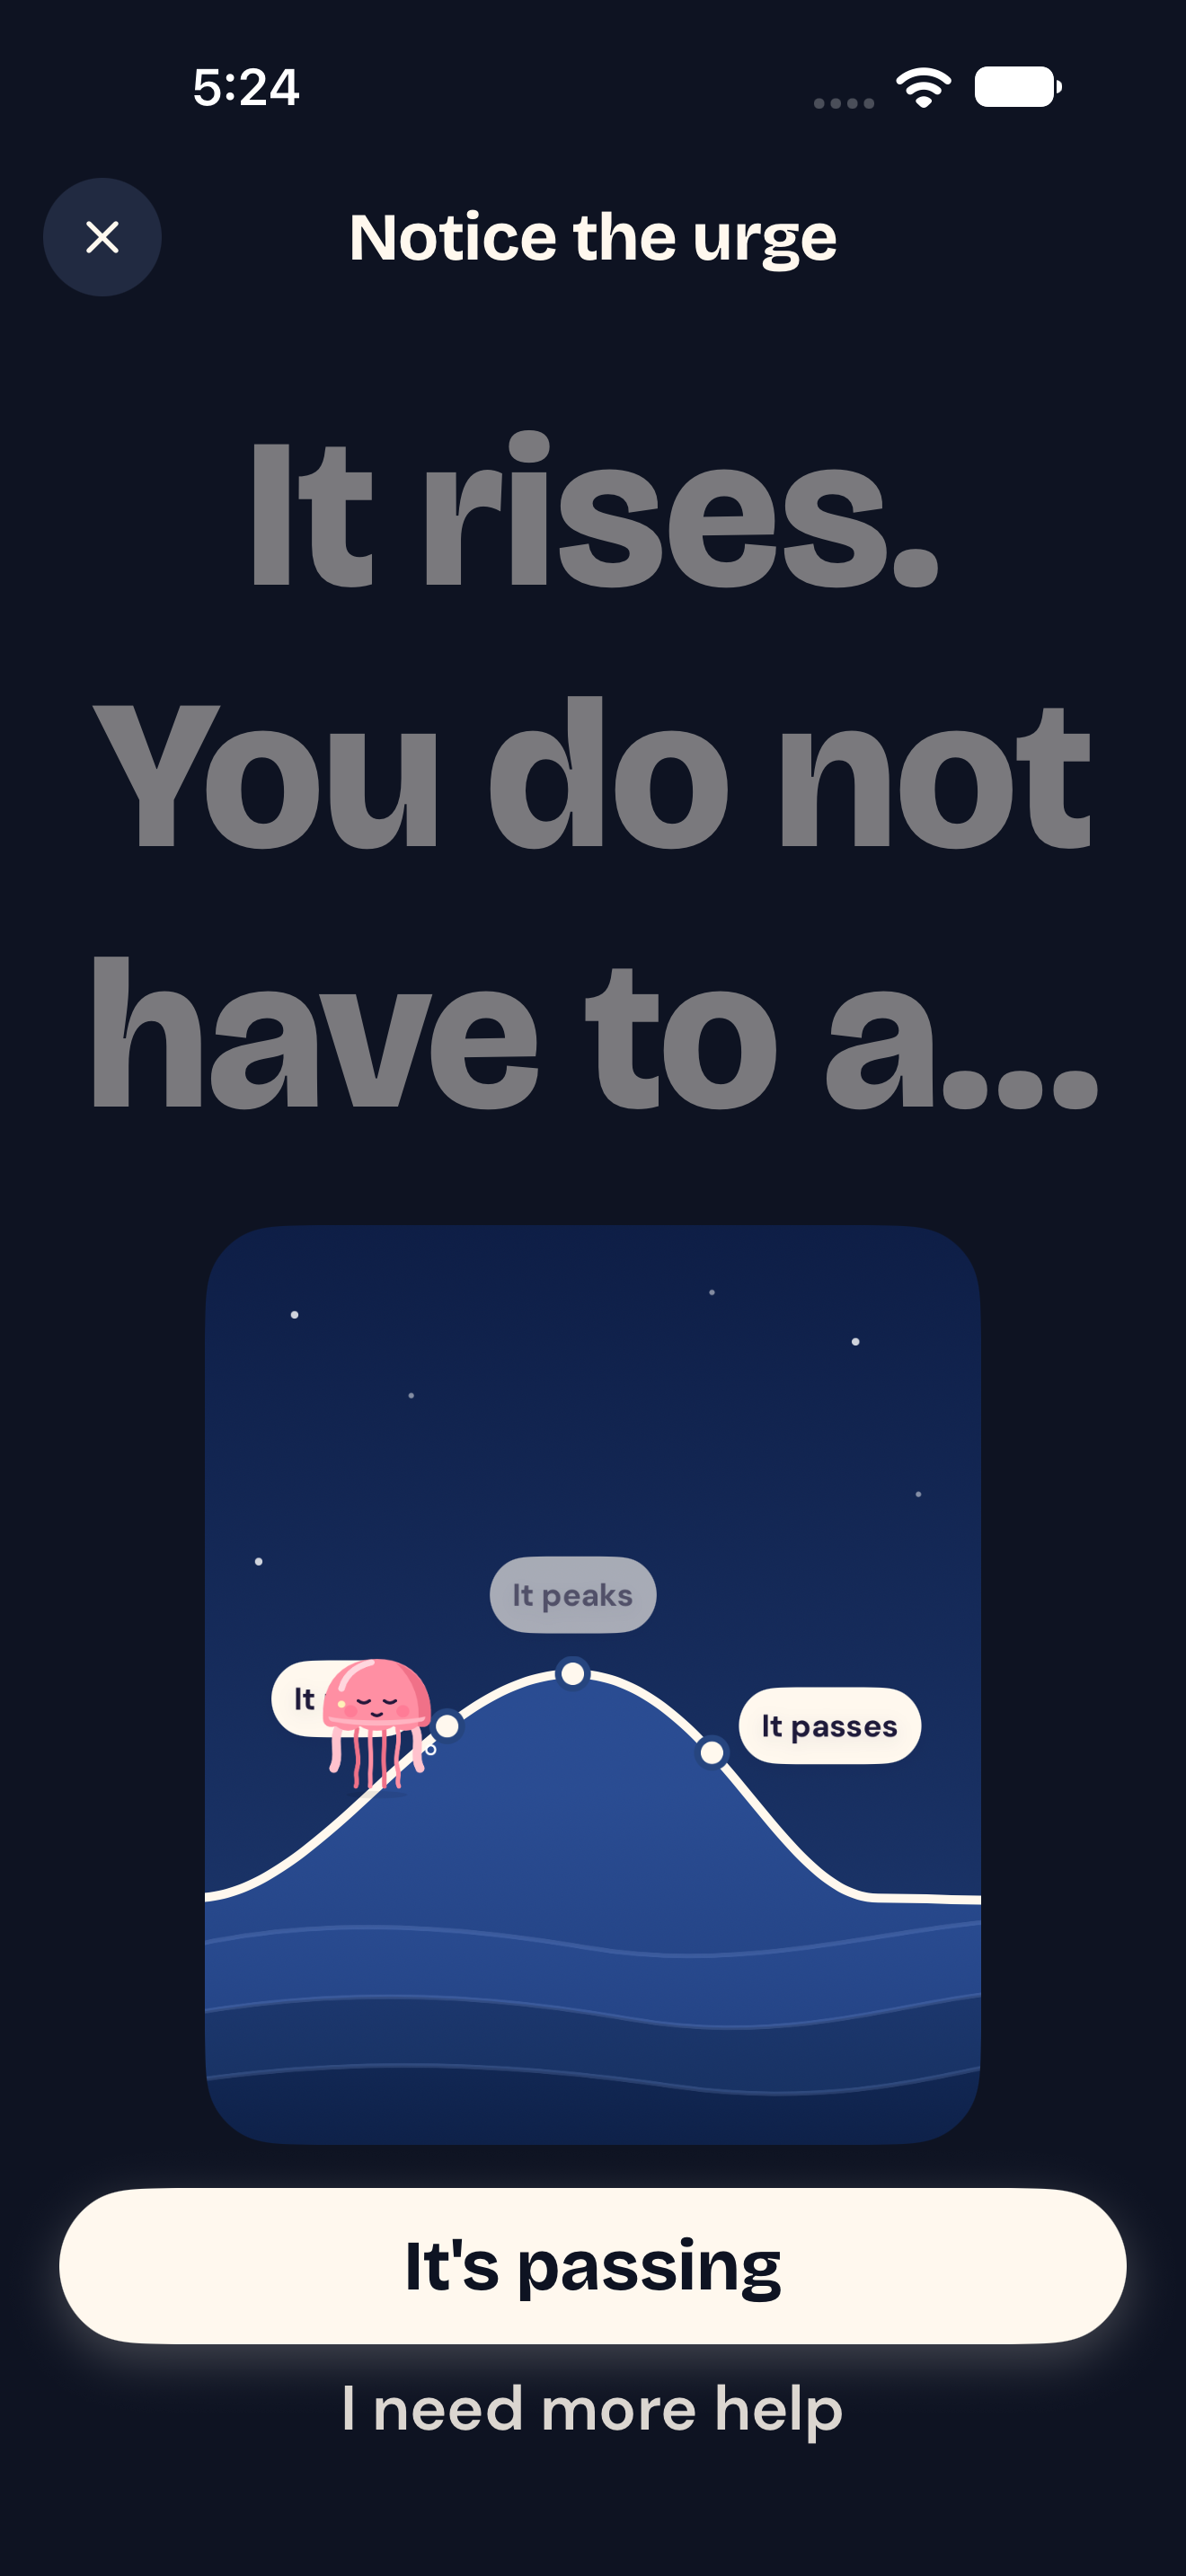 5:24
Notice the urge
It rises.
You do not
have to a...
It peaks
It
It passes
It's passing
I need more help